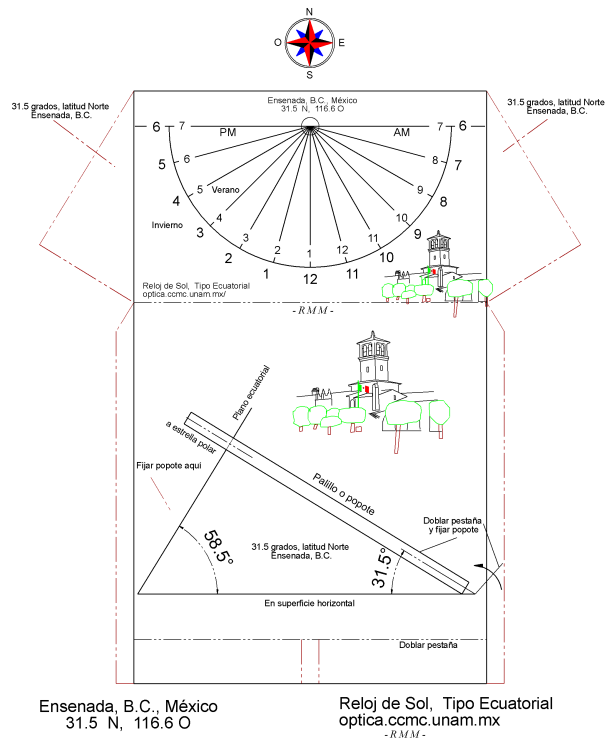 N
O
E
S
31.5 grados, latitud Norte
Ensenada, B.C.
31.5 grados, latitud Norte
Ensenada, B.C.
Ensenada, B.C., México
31.5 N, 116.6 O
6 7 PM AM 7 6
5 6 8 7
4 5 Verano 9 8
Invierno 3 4 10 9
2 3 11 10
1 2 1 12 11
12
Reloj de Sol, Tipo Ecuatorial
optica.ccmc.unam.mx/
- RMM -
Plano ecuatorial
a estrella polar
Fijar popote aqui
Palillo o popote
58.5°
31.5 grados, latitud Norte
Ensenada, B.C.
31.5°
Doblar pestaña
y fijar popote
En superficie horizontal
Doblar pestaña
Ensenada, B.C., México
31.5 N, 116.6 O
Reloj de Sol, Tipo Ecuatorial
optica.ccmc.unam.mx
- RMM -